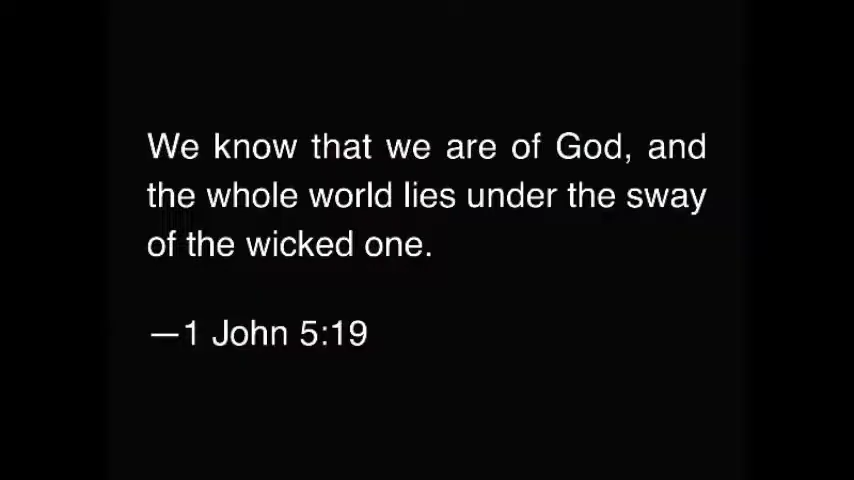 We know that we are of God, and
the whole world lies under the sway
of the wicked one.
—1 John 5:19